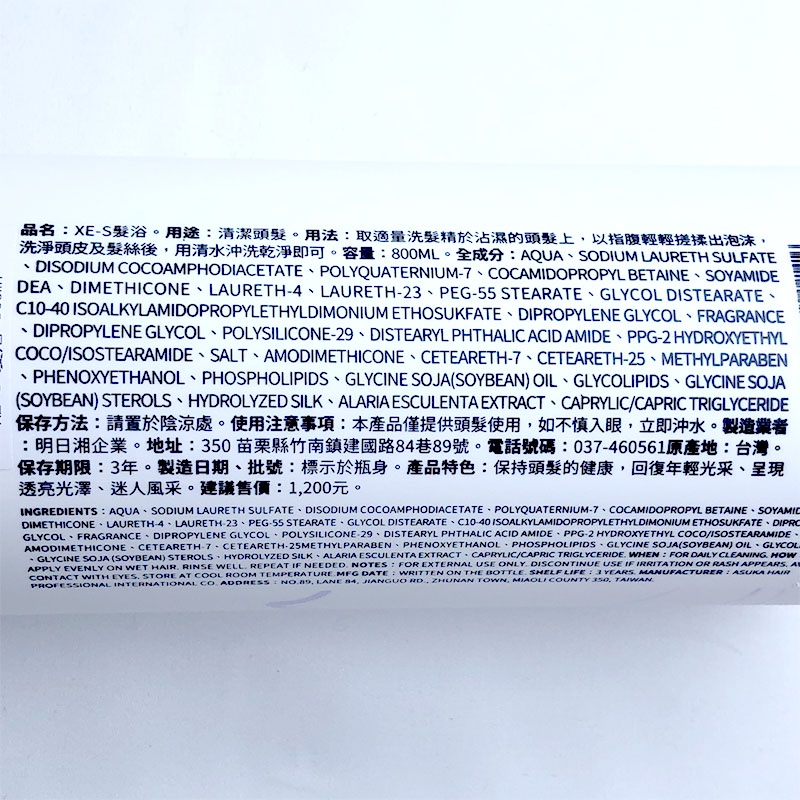 品名：XE-S髮浴。用途：清潔頭髮。用法：取適量洗髮精於沾濕的頭髮上，以指腹輕輕搓揉出泡沫，
洗淨頭皮及髮絲後，用清水沖洗乾淨即可。容量：800ML。全成分：AQUA、SODIUM LAURETH SULFATE
、DISODIUM COCOAMPHODIACETATE、POLYQUATERNIUM-7、COCAMIDOPROPYL BETAINE、SOYAMIDE
DEA、DIMETHICONE、LAURETH-4、LAURETH-23、PEG-55 STEARATE、GLYCOL DISTEARATE、
C10-40 ISOALKYLAMIDOPROPYLETHYLDIMONIUM ETHOSUKFATE、DIPROPYLENE GLYCOL、FRAGRANCE
、DIPROPYLENE GLYCOL、POLYSILICONE-29、DISTEARYL PHTHALIC ACID AMIDE、PPG-2 HYDROXYETHYL
COCO/ISOSTEARAMIDE、SALT、AMODIMETHICONE、CETEARETH-7、CETEARETH-25、METHYLPARABEN
、PHENOXYETHANOL、PHOSPHOLIPIDS、GLYCINE SOJA(SOYBEAN) OIL、GLYCOLIPIDS、GLYCINE SOJA
(SOYBEAN) STEROLS、HYDROLYZED SILK、ALARIA ESCULENTA EXTRACT、CAPRYLIC/CAPRIC TRIGLYCERIDE
保存方法：請置於陰涼處。使用注意事項：本產品僅提供頭髮使用，如不慎入眼，立即沖水。製造業者
：明日湘企業。地址：350 苗栗縣竹南鎮建國路84巷89號。電話號碼：037-460561原產地：台灣。
保存期限：3年。製造日期、批號：標示於瓶身。產品特色：保持頭髮的健康，回復年輕光采、呈現
透亮光澤、迷人風采。建議售價：1,200元。
INGREDIENTS：AQUA、SODIUM LAURETH SULFATE、DISODIUM COCOAMPHODIACETATE、POLYQUATERNIUM-7、COCAMIDOPROPYL BETAINE、SOYAMID
DIMETHICONE、LAURETH-4、LAURETH-23、PEG-55 STEARATE、GLYCOL DISTEARATE、C10-40 ISOALKYLAMIDOPROPYLETHYLDIMONIUM ETHOSUKFATE、DIPRO
GLYCOL、FRAGRANCE、DIPROPYLENE GLYCOL、POLYSILICONE-29、DISTEARYL PHTHALIC ACID AMIDE、PPG-2 HYDROXYETHYL COCO/ISOSTEARAMIDE、
AMODIMETHICONE、CETEARETH-7、CETEARETH-25METHYLPARABEN、PHENOXYETHANOL、PHOSPHOLIPIDS、GLYCINE SOJA(SOYBEAN) OIL、GLYCOL
、GLYCINE SOJA (SOYBEAN) STEROLS、HYDROLYZED SILK、ALARIA ESCULENTA EXTRACT、CAPRYLIC/CAPRIC TRIGLYCERIDE. WHEN：FOR DAILY CLEANING. HOW
APPLY EVENLY ON WET HAIR. RINSE WELL. REPEAT IF NEEDED. NOTES：FOR EXTERNAL USE ONLY. DISCONTINUE USE IF IRRITATION OR RASH APPEARS. AV
CONTACT WITH EYES. STORE AT COOL ROOM TEMPERATURE.MFG DATE：WRITTEN ON THE BOTTLE. SHELF LIFE：3 YEARS. MANUFACTURER：ASUKA HAIR
PROFESSIONAL INTERNATIONAL CO. ADDRESS：NO.89, LANE 84, JIANGUO RD., ZHUNAN TOWN, MIAOLI COUNTY 350, TAIWAN.